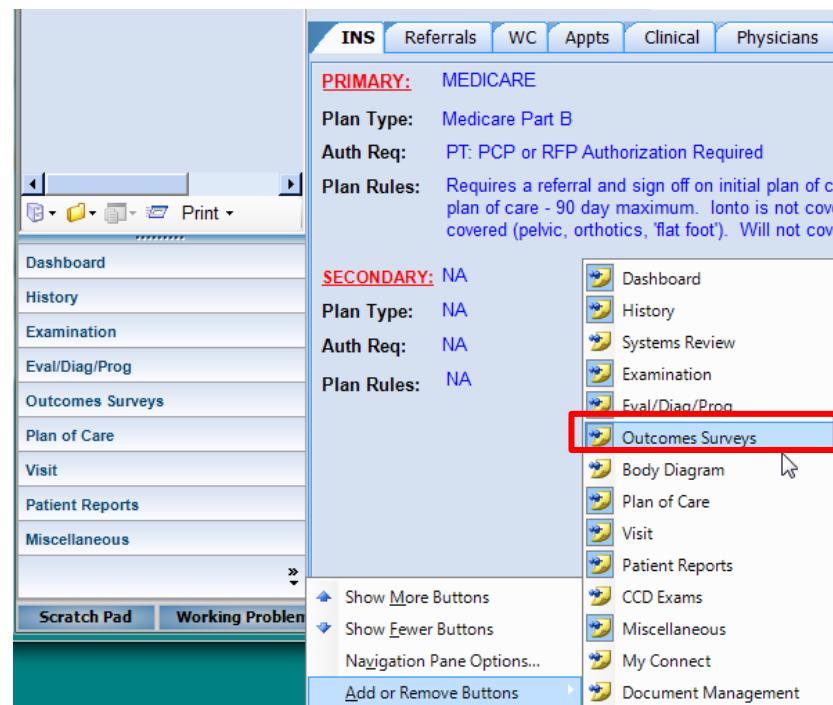 INS Referrals WC Appts Clinical Physicians
PRIMARY: MEDICARE
Plan Type: Medicare Part B
Auth Req: PT: PCP or RFP Authorization Required
Plan Rules: Requires a referral and sign off on initial plan of
plan of care - 90 day maximum. Ionto is not
covered (pelvic, orthotics, 'flat foot'). Will not
SECONDARY: NA
Plan Type: NA
Auth Req: NA
Plan Rules: NA
Print
Dashboard
History
Examination
Eval/Diag/Prog
Outcomes Surveys
Plan of Care
Visit
Patient Reports
Miscellaneous
Scratch Pad Working
Show More Buttons
Show Fewer Buttons
Navigation Pane Options...
Add or Remove Buttons
Dashboard
History
Systems Review
Examination
Eval/Diag/Prog
Outcomes Surveys
Body Diagram
Plan of Care
Visit
Patient Reports
CCD Exams
Miscellaneous
My Connect
Document Management